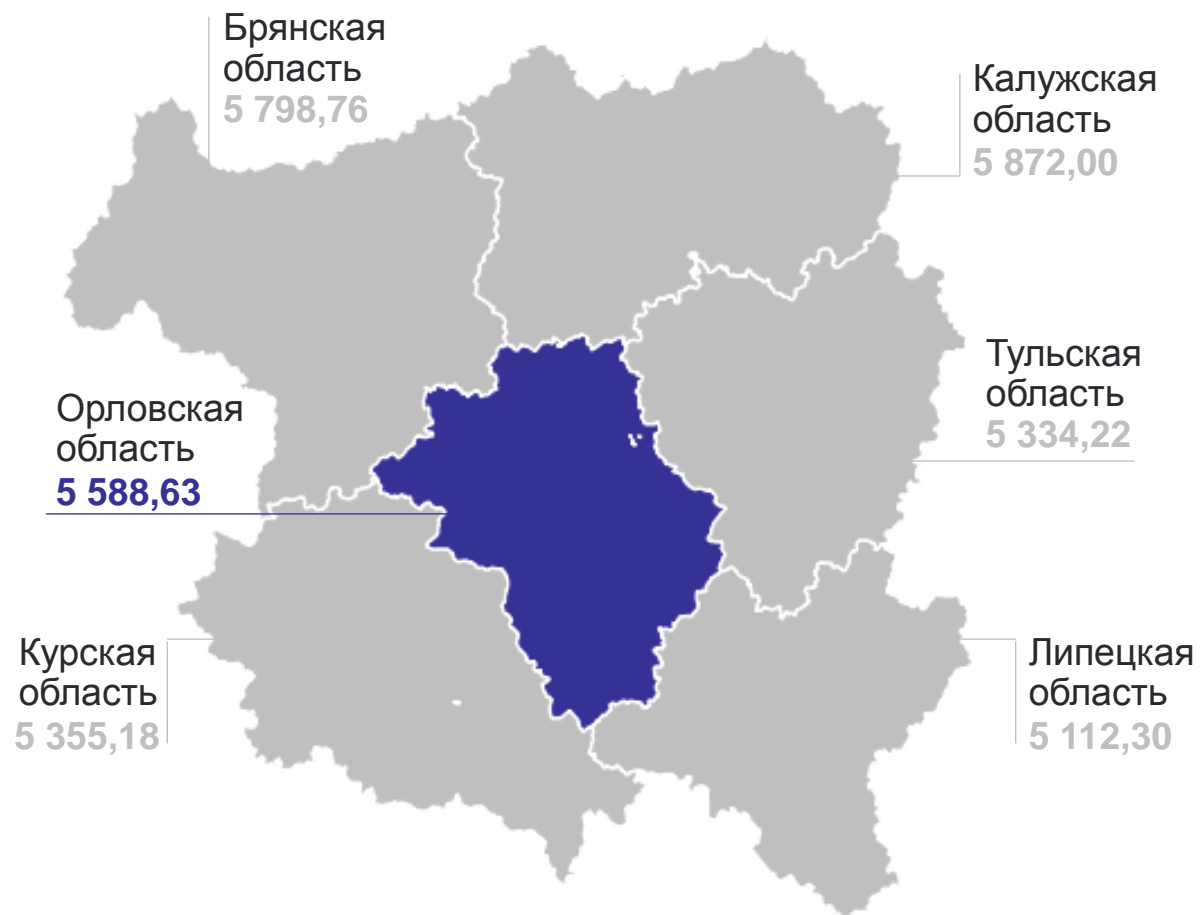 Брянская
область
5 798,76
Калужская
область
5 872,00
Тульская
область
5 334,22
Орловская
область
5 588,63
Курская
область
5 355,18
Липецкая
область
5 112,30